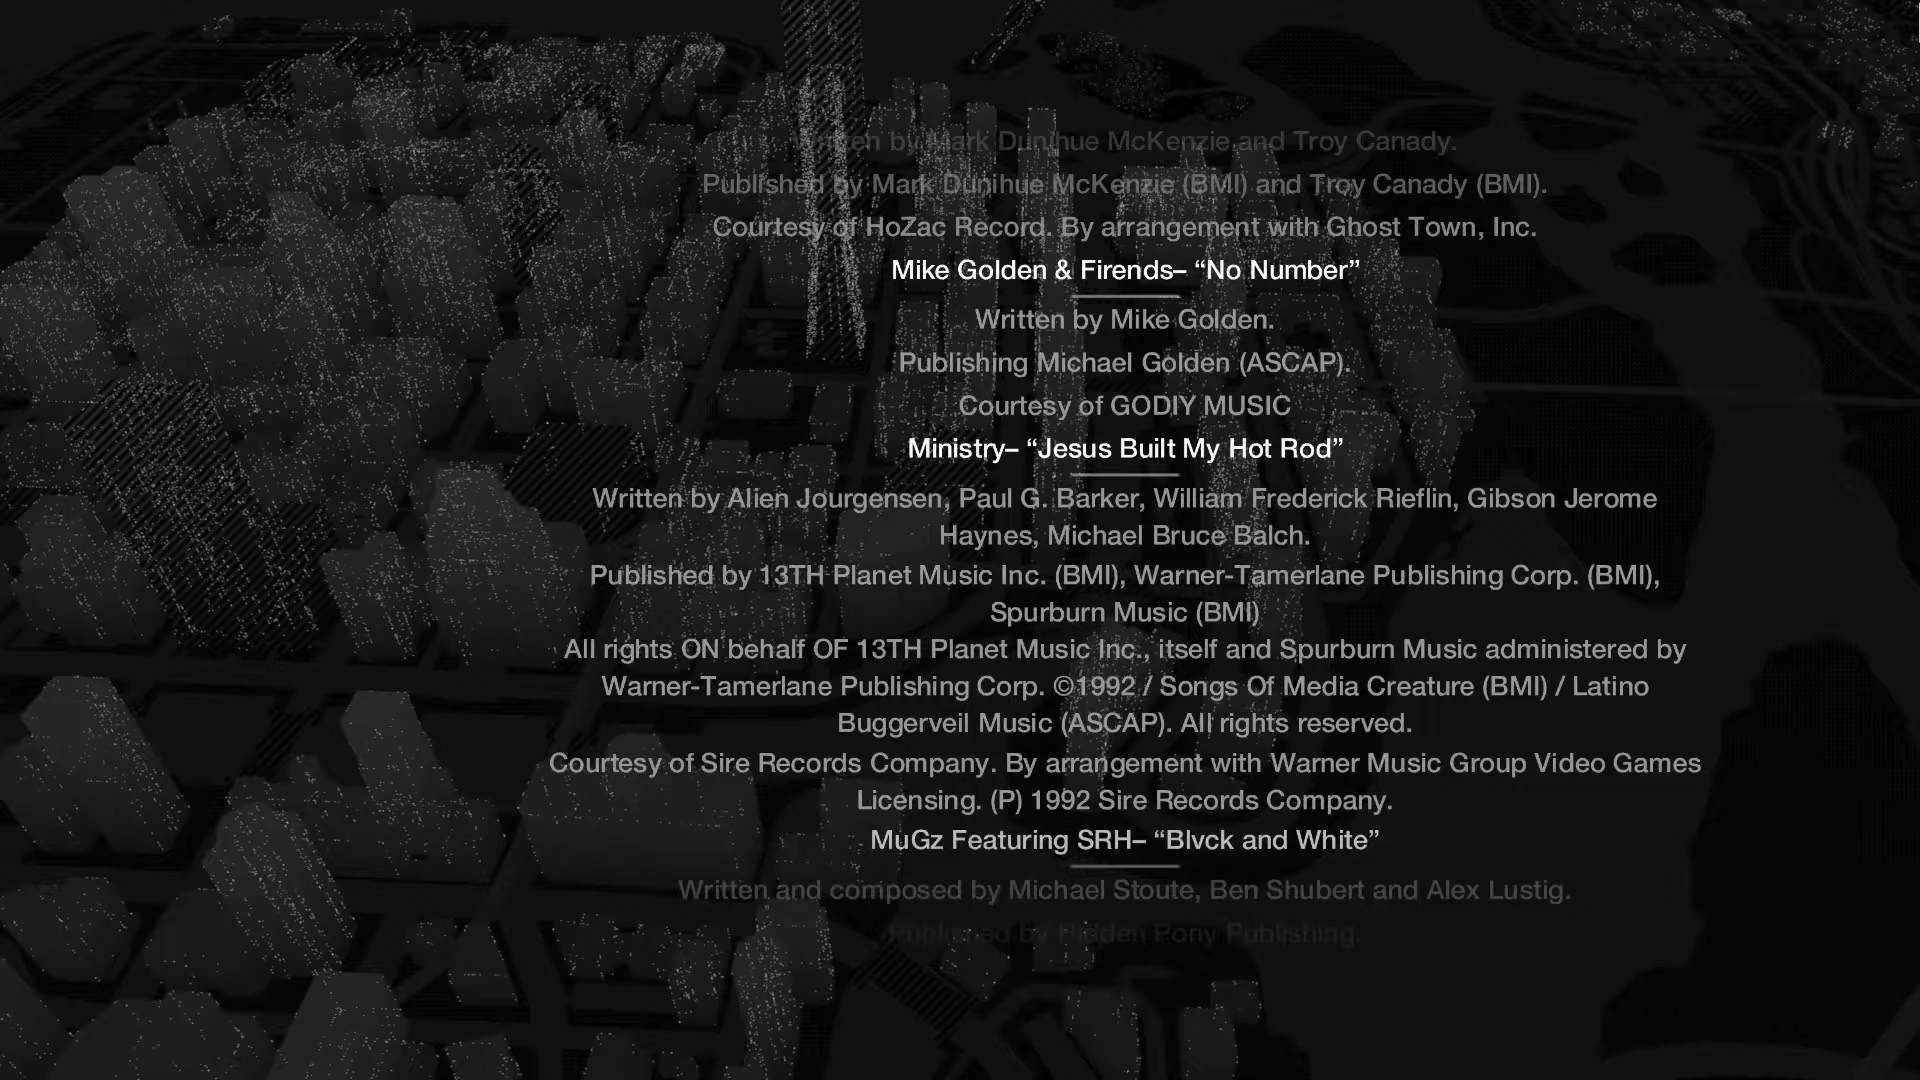 Written by Mark Dunihue McKenzie and Troy Canady.
Published by Mark Dunihue McKenzie (BMI) and Troy Canady (BMI).
Courtesy of HoZac Record. By arrangement with Ghost Town, Inc.
Mike Golden & Firends– “No Number”
Written by Mike Golden.
Publishing Michael Golden (ASCAP).
Courtesy of GODIY MUSIC
Ministry– “Jesus Built My Hot Rod”
Written by Alien Jourgensen, Paul G. Barker, William Frederick Rieflin, Gibson Jerome
Haynes, Michael Bruce Balch.
Published by 13TH Planet Music Inc. (BMI), Warner-Tamerlane Publishing Corp. (BMI),
Spurburn Music (BMI)
All rights ON behalf OF 13TH Planet Music Inc., itself and Spurburn Music administered by
Warner-Tamerlane Publishing Corp. ©1992 / Songs Of Media Creature (BMI) / Latino
Buggerveil Music (ASCAP). All rights reserved.
Courtesy of Sire Records Company. By arrangement with Warner Music Group Video Games
Licensing. (P) 1992 Sire Records Company.
MuGz Featuring SRH– “Blvck and White”
Written and composed by Michael Stoute, Ben Shubert and Alex Lustig.
Published by Hidden Pony Publishing.